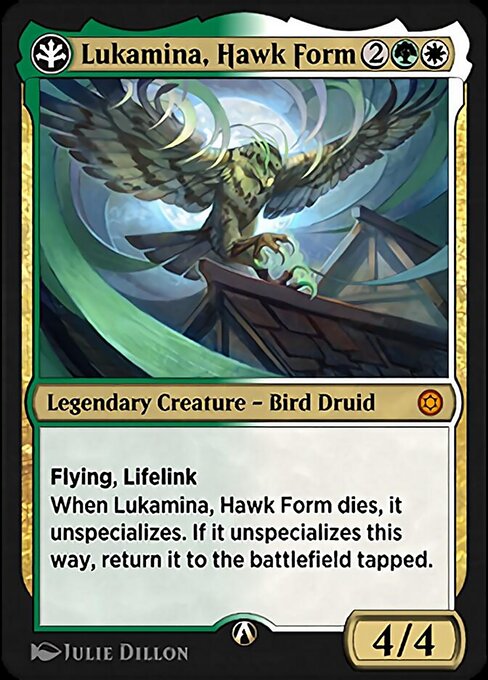 Lukamina, Hawk Form 2
Legendary Creature – Bird Druid
Flying, Lifelink
When Lukamina, Hawk Form dies, it
unspecializes. If it unspecializes this
way, return it to the battlefield tapped.
4/4
JULIE DILLON